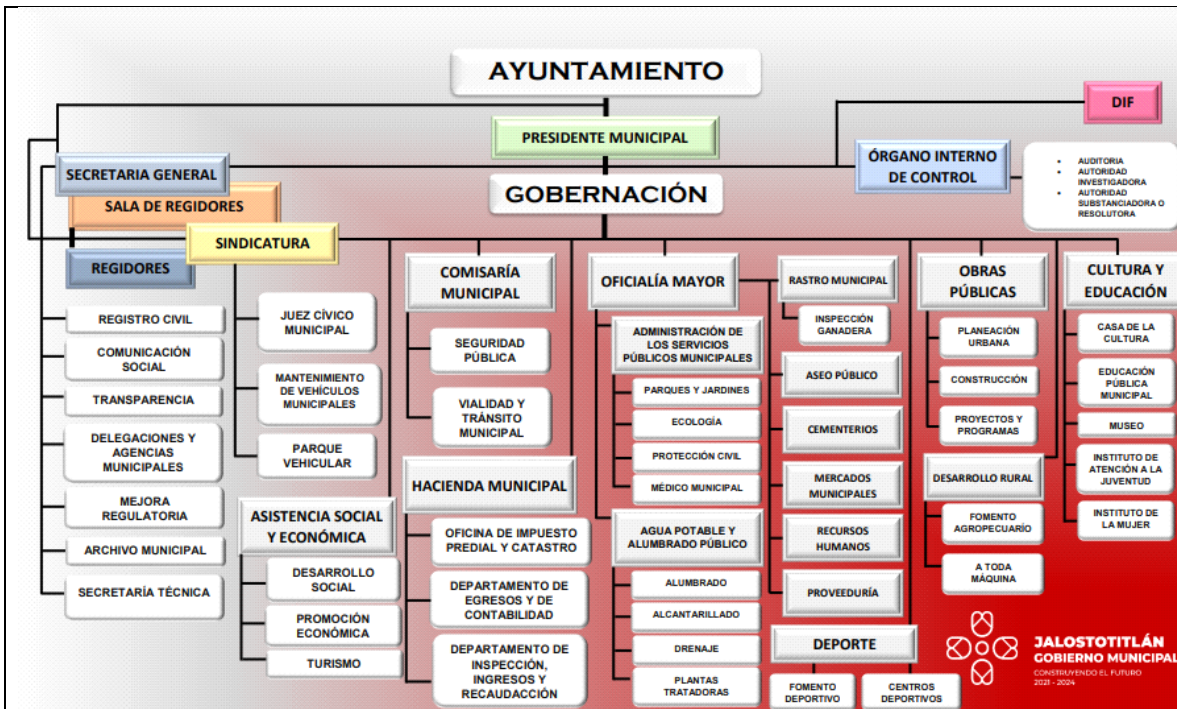 AYUNTAMIENTO
DIF
PRESIDENTE MUNICIPAL
SECRETARIA GENERAL
ÓRGANO INTERNO
DE CONTROL
• AUDITORIA
• AUTORIDAD
INVESTIGADORA
• AUTORIDAD
SUBSTANCIADORA O
RESOLUTORA
GOBERNACIÓN
SALA DE REGIDORES
SINDICATURA
REGIDORES
REGISTRO CIVIL
COMUNICACIÓN
SOCIAL
TRANSPARENCIA
DELEGACIONES Y
AGENCIAS
MUNICIPALES
MEJORA
REGULATORIA
ARCHIVO MUNICIPAL
SECRETARÍA TÉCNICA
JUEZ CÍVICO
MUNICIPAL
MANTENIMIENTO
DE VEHÍCULOS
MUNICIPALES
PARQUE
VEHICULAR
ASISTENCIA SOCIAL
Y ECONÓMICA
DESARROLLO
SOCIAL
PROMOCIÓN
ECONÓMICA
TURISMO
COMISARÍA
MUNICIPAL
SEGURIDAD
PÚBLICA
VIALIDAD Y
TRÁNSITO
MUNICIPAL
HACIENDA MUNICIPAL
OFICINA DE IMPUESTO
PREDIAL Y CATASTRO
DEPARTAMENTO DE
EGRESOS Y DE
CONTABILIDAD
DEPARTAMENTO DE
INSPECCIÓN,
INGRESOS Y
RECAUDACCIÓN
OFICIALÍA MAYOR
ADMINISTRACIÓN DE
LOS SERVICIOS
PÚBLICOS MUNICIPALES
PARQUES Y JARDINES
ECOLOGÍA
PROTECCIÓN CIVIL
MÉDICO MUNICIPAL
AGUA POTABLE Y
ALUMBRADO PÚBLICO
ALUMBRADO
ALCANTARILLADO
DRENAJE
PLANTAS
TRATADORAS
RASTRO MUNICIPAL
INSPECCIÓN
GANADERA
ASEO PÚBLICO
CEMENTERIOS
MERCADOS
MUNICIPALES
RECURSOS
HUMANOS
PROVEEDURÍA
DEPORTE
FOMENTO
DEPORTIVO
CENTROS
DEPORTIVOS
OBRAS
PÚBLICAS
PLANEACIÓN
URBANA
CONSTRUCCIÓN
PROYECTOS Y
PROGRAMAS
DESARROLLO RURAL
FOMENTO
AGROPECUARÍO
A TODA
MÁQUINA
CULTURA Y
EDUCACIÓN
CASA DE LA
CULTURA
EDUCACIÓN
PÚBLICA
MUNICIPAL
MUSEO
INSTITUTO DE
ATENCIÓN A LA
JUVENTUD
INSTITUTO DE
LA MUJER
JALOSTOTITLÁN
GOBIERNO MUNICIPAL
CONSTRUYENDO EL FUTURO
2021 - 2024